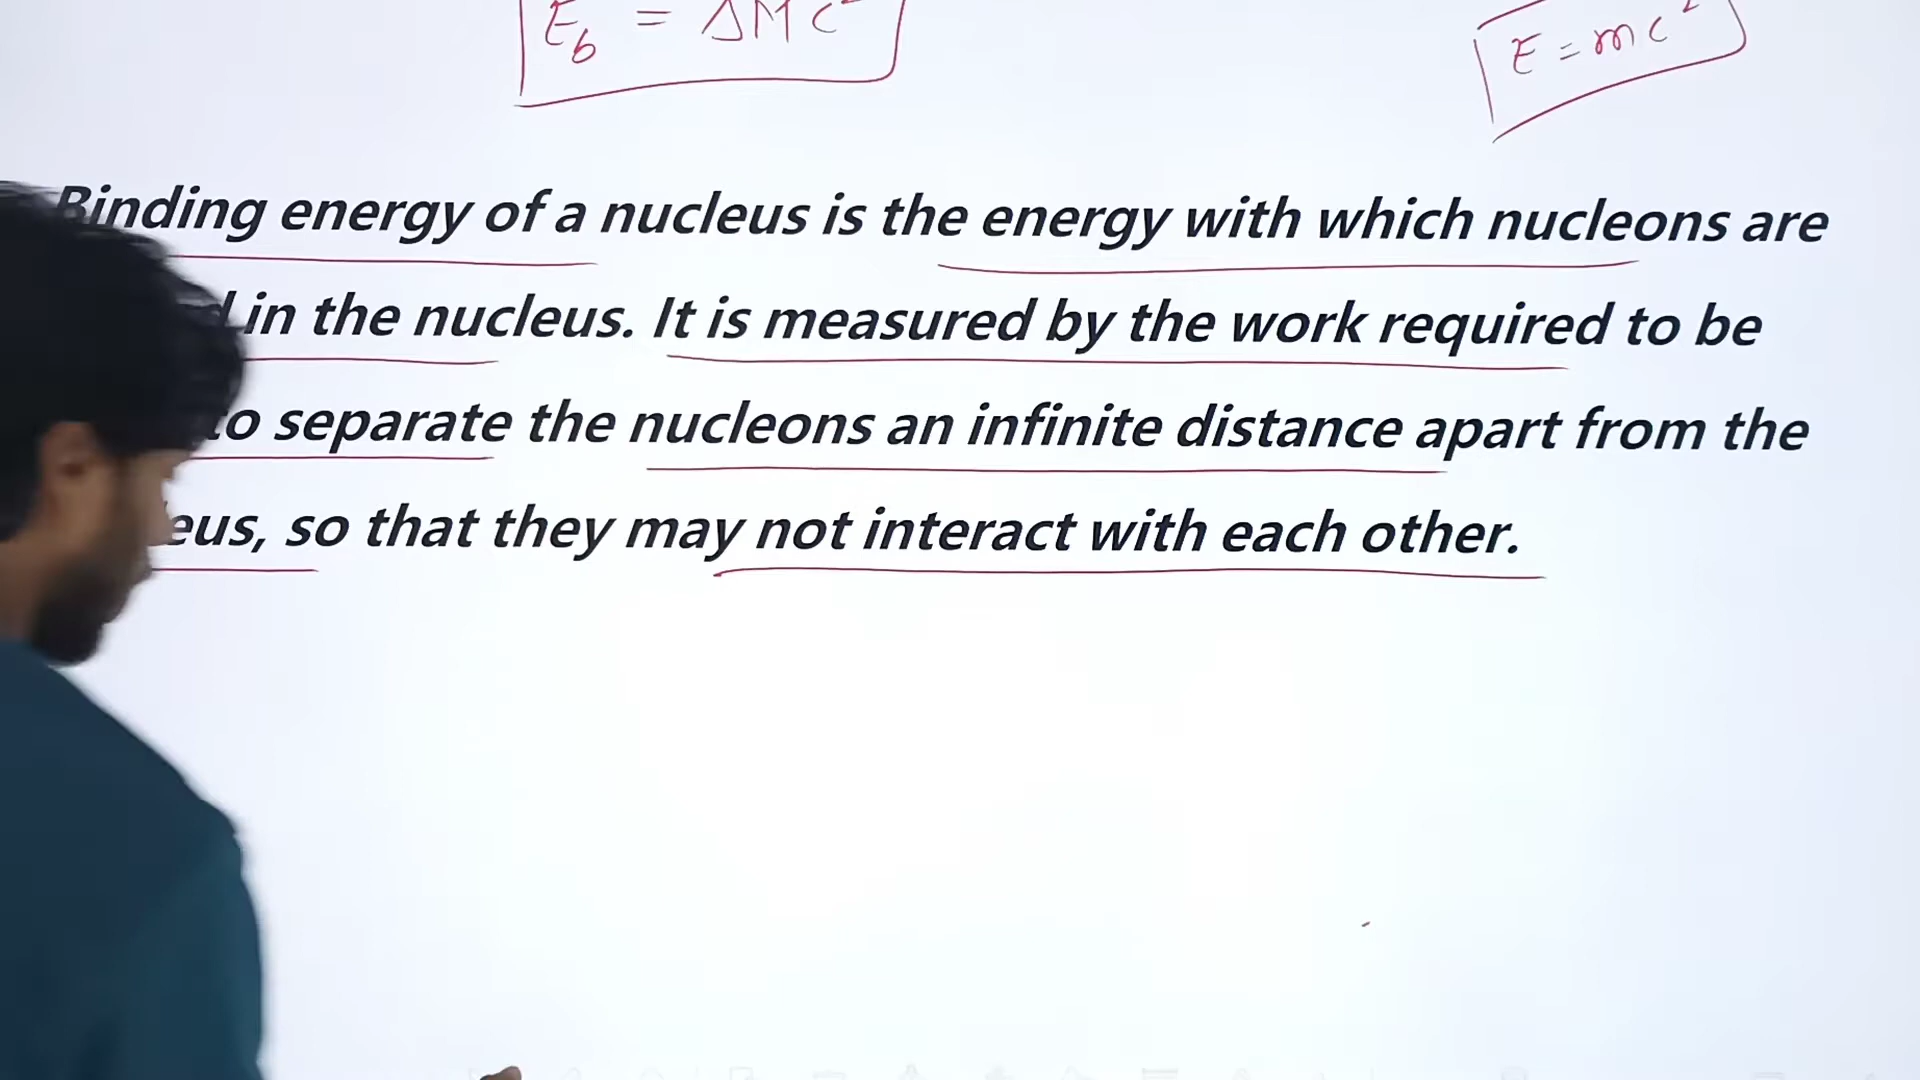 E_b = ΔMc²
E = mc²
Binding energy of a nucleus is the energy with which nucleons are
in the nucleus. It is measured by the work required to be
to separate the nucleons an infinite distance apart from the
so that they may not interact with each other.